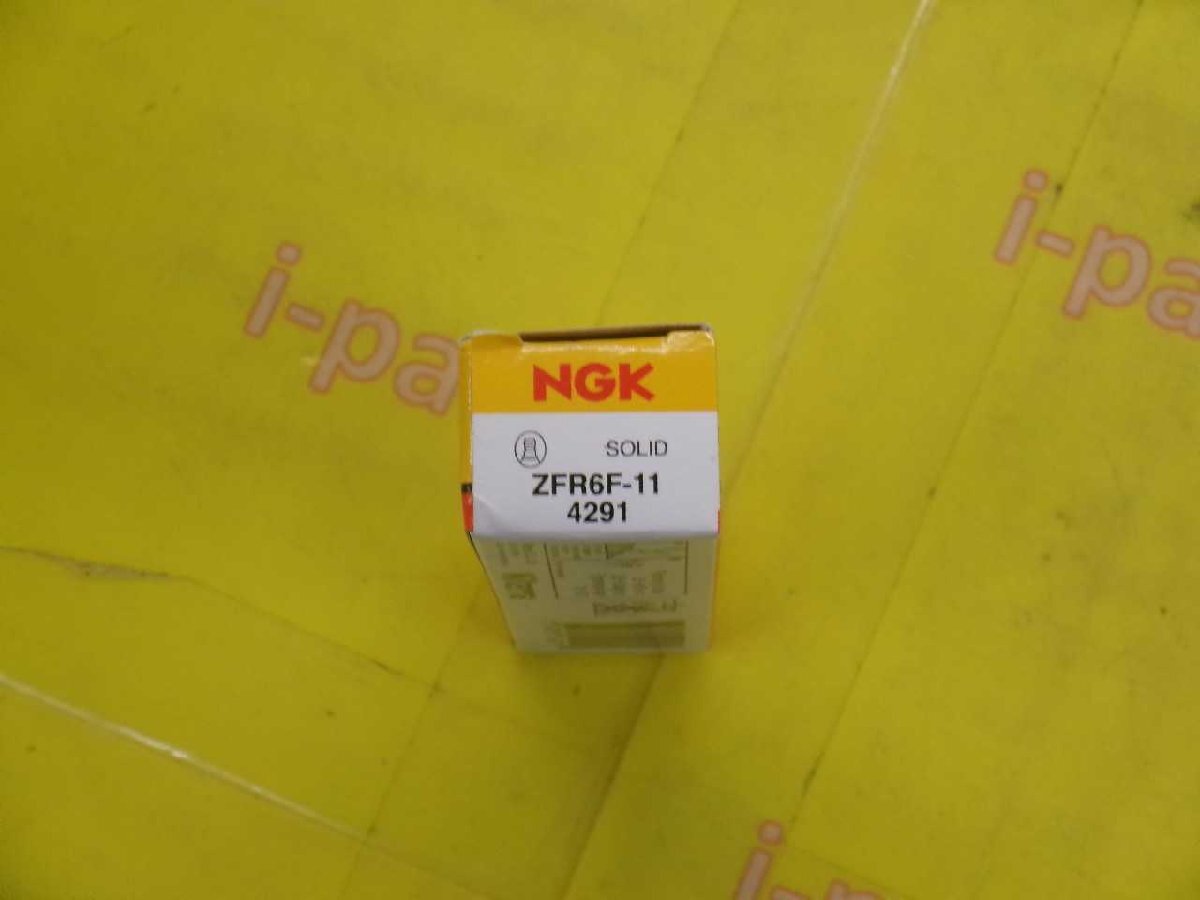 i-pa
i-pa
NGK
SOLID
ZFR6F-11
4291
i-p